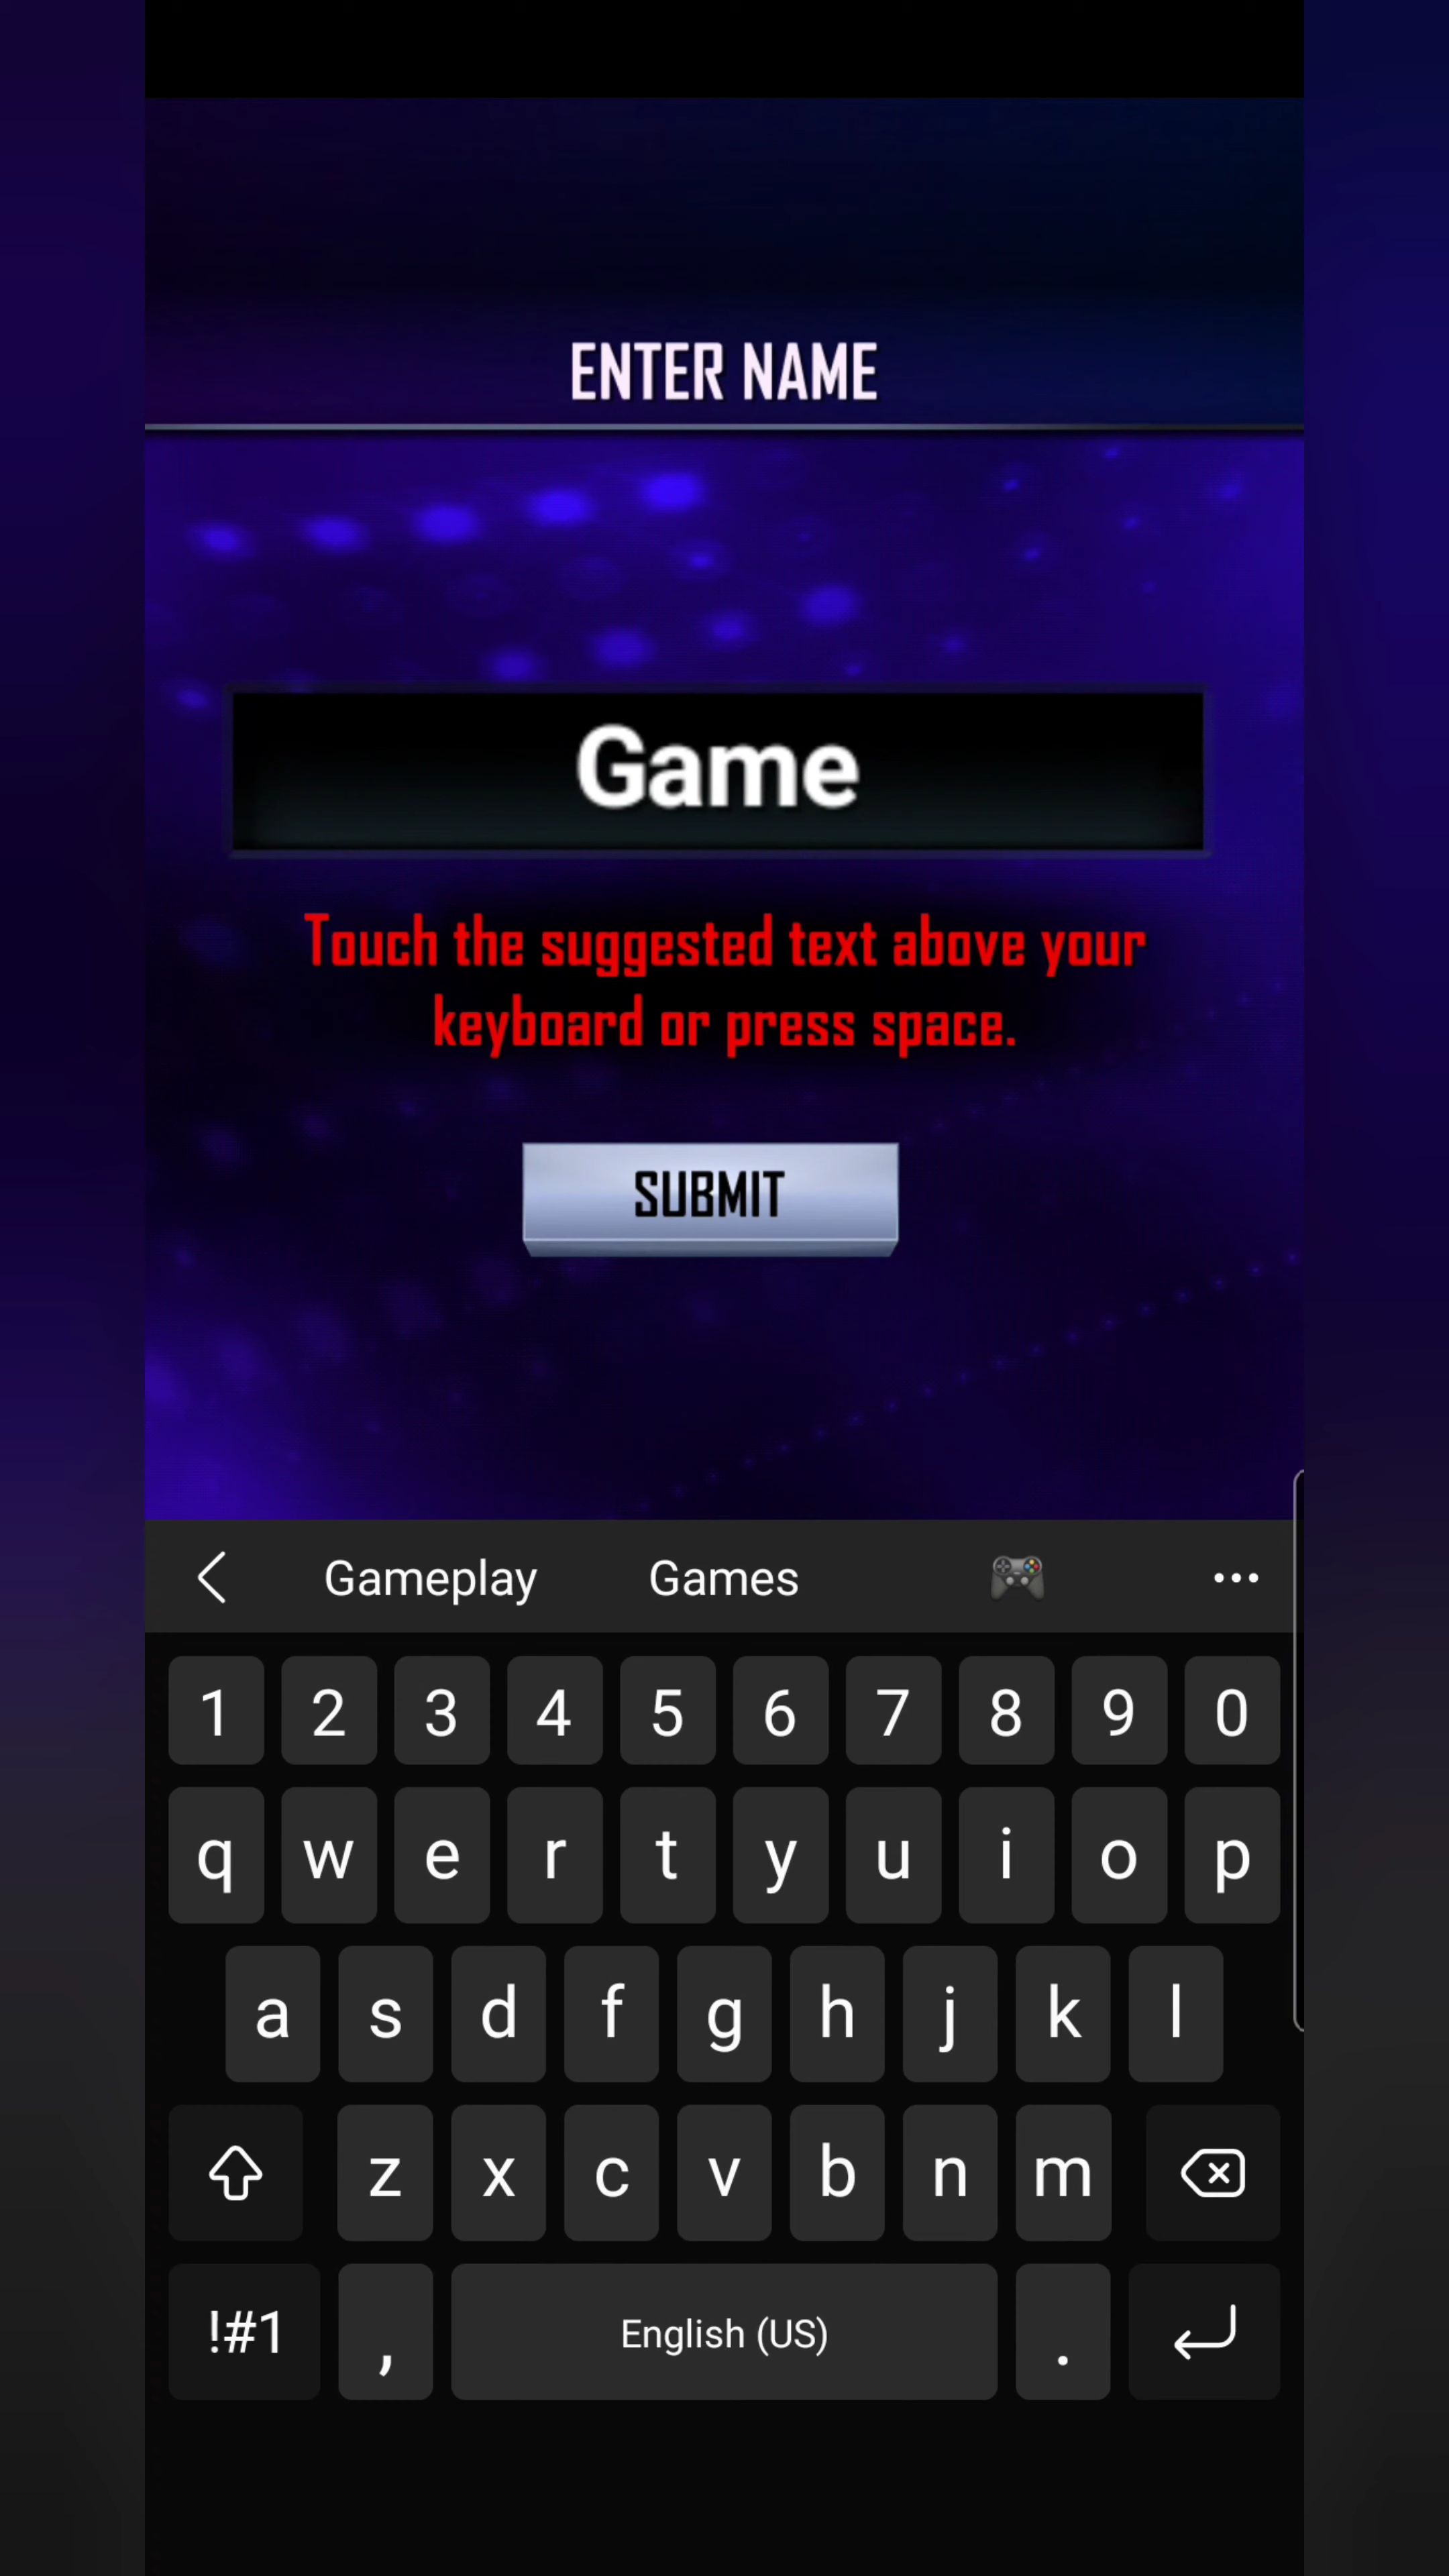 ENTER NAME
Game
Touch the suggested text above your
keyboard or press space.
SUBMIT
Gameplay Games
1 2 3 4 5 6 7 8 9 0
q w e r t y u i o p
a s d f g h j k l
z x c v b n m
!#1 , English (US) .